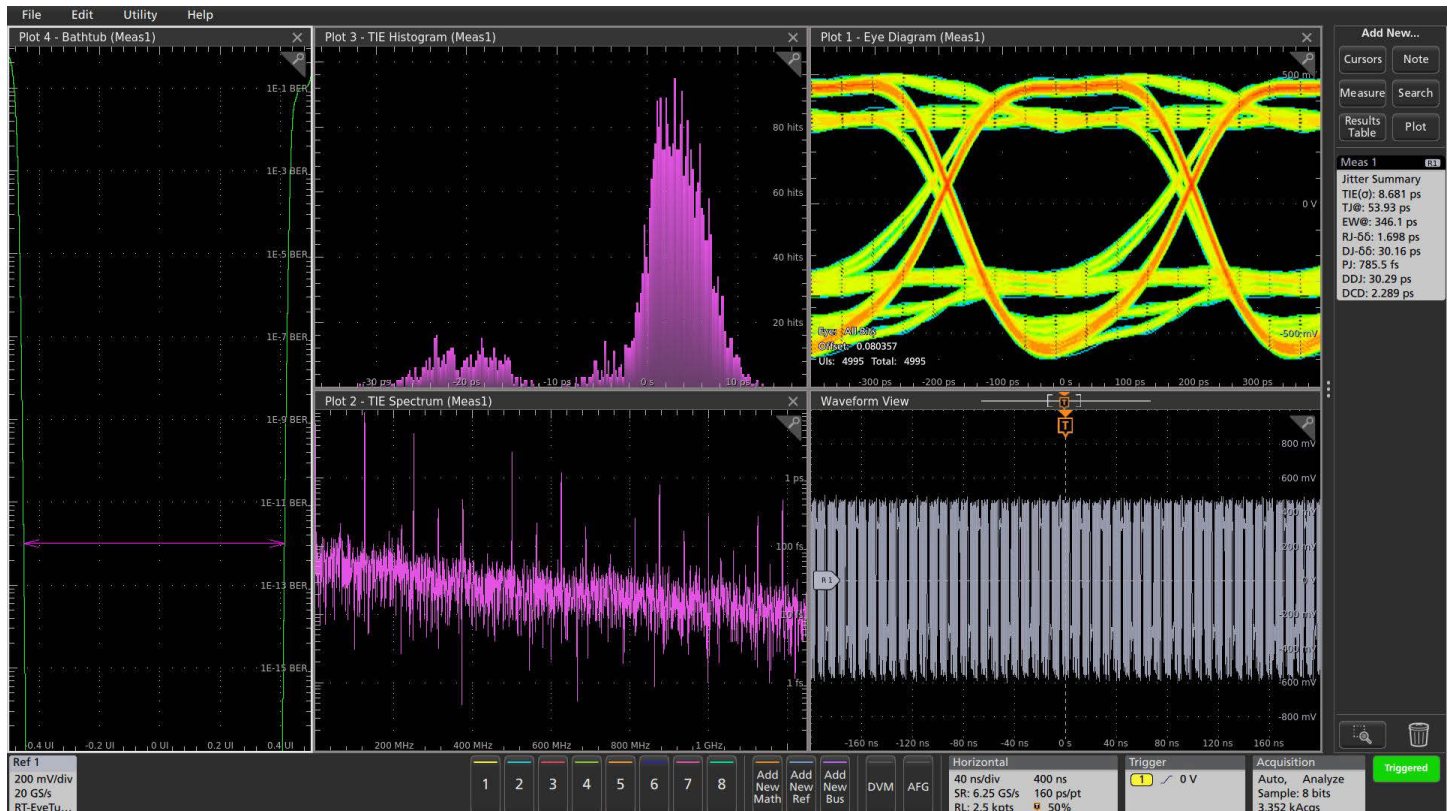 File Edit Utility Help
Plot 4 - Bathtub (Meas1)
1E-1 BER
1E-3 BER
1E-5 BER
1E-7 BER
1E-9 BER
1E-11 BER
1E-13 BER
1E-15 BER
-0.4 UI -0.2 UI 0 UI 0.2 UI 0.4 UI
Plot 3 - TIE Histogram (Meas1)
80 hits
60 hits
40 hits
20 hits
-30 ps -20 ps -10 ps 0 s 10 ps
Plot 1 - Eye Diagram (Meas1)
500 m
0 V
-500 mV
Eye: All Bits
Offset: 0.080357
UIs: 4995 Total: 4995
-300 ps -200 ps -100 ps 0 s 100 ps 200 ps 300 ps
Plot 2 - TIE Spectrum (Meas1)
1 ps
100 fs
10 fs
1 fs
200 MHz 400 MHz 600 MHz 800 MHz 1 GHz
Waveform View
T
T
800 mV
600 mV
400 mV
200 mV
0 V
-200 mV
-400 mV
-600 mV
-800 mV
R 1
-160 ns -120 ns -80 ns -40 ns 0 s 40 ns 80 ns 120 ns 160 ns
Add New...
Cursors Note
Measure Search
Results Table Plot
Meas 1 R1
Jitter Summary
TIE(σ): 8.681 ps
TJ@: 53.93 ps
EW@: 346.1 ps
RJ-δδ: 1.698 ps
DJ-δδ: 30.16 ps
PJ: 785.5 fs
DDJ: 30.29 ps
DCD: 2.289 ps
Ref 1
200 mV/div
20 GS/s
RT-EyeTu...
1 2 3 4 5 6 7 8
Add New Math
Add New Ref
Add New Bus
DVM
AFG
Horizontal
40 ns/div 400 ns
SR: 6.25 GS/s 160 ps/pt
RL: 2.5 kpts 50%
Trigger
1 0 V
Acquisition
Auto, Analyze
Sample: 8 bits
3.352 kAcqs
Triggered